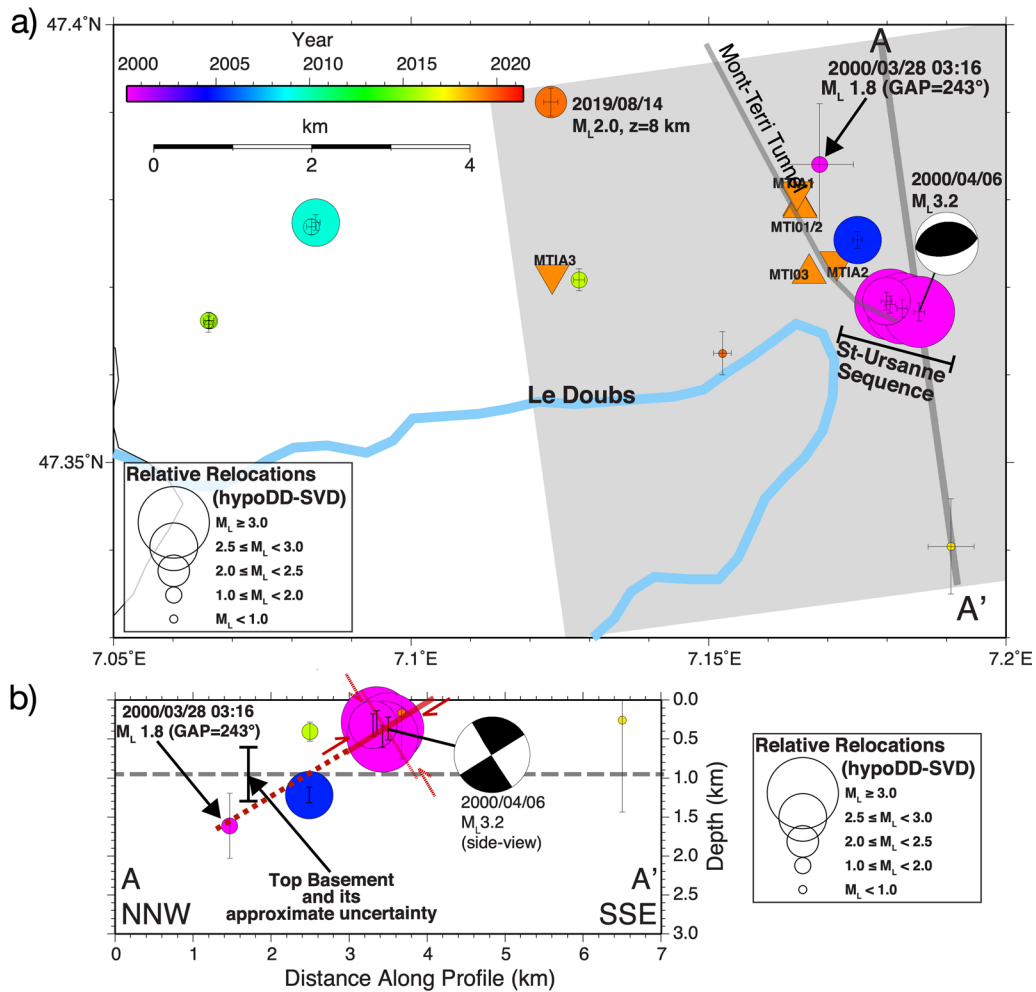 a)
47.4°N
Year
2000 2005 2010 2015 2020
km
0 2 4
2019/08/14
ML2.0, z=8 km
Mont-Terri Tunnel
A
2000/03/28 03:16
ML 1.8 (GAP=243°)
2000/04/06
ML3.2
MTIA1
MTI01/2
MTIA3
MTI03
MTIA2
St-Ursanne
Sequence
Le Doubs
47.35°N
Relative Relocations
(hypoDD-SVD)
ML ≥ 3.0
2.5 ≤ ML < 3.0
2.0 ≤ ML < 2.5
1.0 ≤ ML < 2.0
ML < 1.0
A'
7.05°E 7.1°E 7.15°E 7.2°E
b)
2000/03/28 03:16
ML 1.8 (GAP=243°)
2000/04/06
ML3.2
(side-view)
Top Basement
and its
approximate uncertainty
A
NNW
A'
SSE
0.0
0.5
1.0
1.5
2.0
2.5
3.0
Depth (km)
0 1 2 3 4 5 6 7
Distance Along Profile (km)
Relative Relocations
(hypoDD-SVD)
ML ≥ 3.0
2.5 ≤ ML < 3.0
2.0 ≤ ML < 2.5
1.0 ≤ ML < 2.0
ML < 1.0